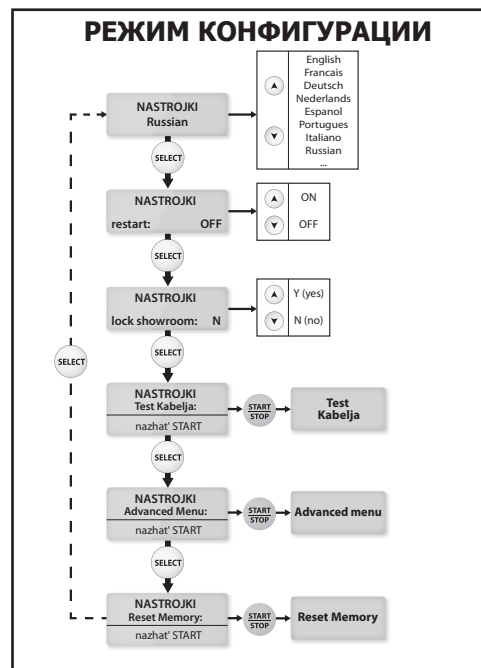 РЕЖИМ КОНФИГУРАЦИИ
NASTROJKI
Russian
English
Francais
Deutsch
Nederlands
Espanol
Portugues
Italiano
Russian
...
SELECT
NASTROJKI
restart: OFF
ON
OFF
SELECT
NASTROJKI
lock showroom: N
Y (yes)
N (no)
SELECT
SELECT
NASTROJKI
Test Kabelja:
nazhat' START
START
STOP
Test
Kabelja
SELECT
NASTROJKI
Advanced Menu:
nazhat' START
START
STOP
Advanced menu
SELECT
NASTROJKI
Reset Memory:
nazhat' START
START
STOP
Reset Memory